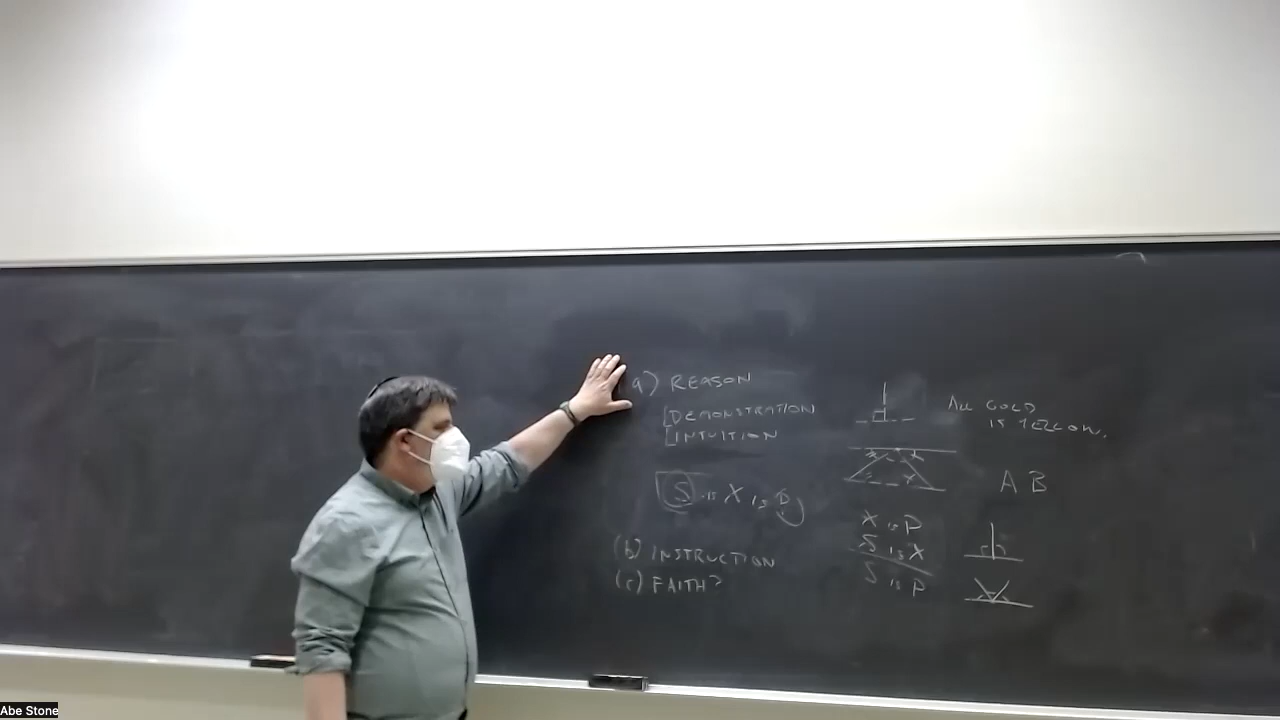 a) REASON
[DEMONSTRATION
[INTUITION
S is X is P
(b) INSTRUCTION
(c) FAITH?
ALL GOLD
IS YELLOW.
A B
X is P
S is X
S is P
Abe Stone